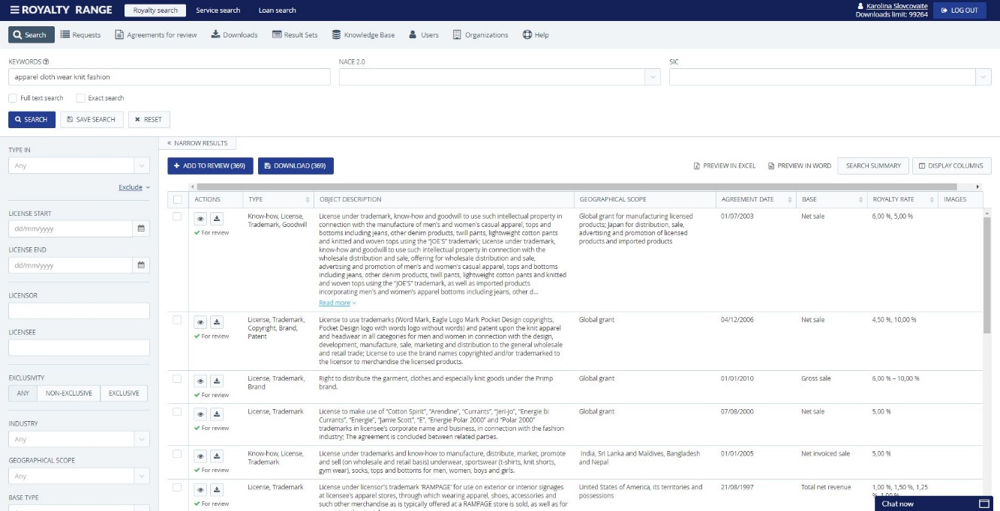 ROYALTY RANGE
Royalty search
Service search
Loan search
Karolina Slovcovaite
Downloads limit: 99264
LOG OUT
Search
Requests
Agreements for review
Downloads
Result Sets
Knowledge Base
Users
Organizations
Help
KEYWORDS
NACE 2.0
SIC
apparel cloth wear knit fashion
Full text search
Exact search
SEARCH
SAVE SEARCH
RESET
TYPE IN
Any
Exclude
LICENSE START
dd/mm/yyyy
LICENSE END
dd/mm/yyyy
LICENSOR
LICENSEE
EXCLUSIVITY
ANY
NON-EXCLUSIVE
EXCLUSIVE
INDUSTRY
Any
GEOGRAPHICAL SCOPE
Any
BASE TYPE
« NARROW RESULTS
+ ADD TO REVIEW (369)
DOWNLOAD (369)
PREVIEW IN EXCEL
PREVIEW IN WORD
SEARCH SUMMARY
DISPLAY COLUMNS
ACTIONS
TYPE
OBJECT DESCRIPTION
GEOGRAPHICAL SCOPE
AGREEMENT DATE
BASE
ROYALTY RATE
IMAGES
For review
Know-how, License,
Trademark, Goodwill
License under trademark, know-how and goodwill to use such intellectual property in
connection with the manufacture of men's and women's casual apparel, tops and
bottoms including jeans, other denim products, twill pants, lightweight cotton pants
and knitted and woven tops using the "JOE'S" trademark; License under trademark,
know-how and goodwill to use such intellectual property in connection with the
wholesale distribution and sale, offering for wholesale distribution and sale,
advertising and promotion of men's and women's casual apparel, tops and bottoms
including jeans, other denim products, twill pants, lightweight cotton pants and knitted
and woven tops using the "JOE'S" trademark, as well as imported products
incorporating men's and women's apparel bottoms including jeans, other d...
Read more
Global grant for manufacturing licensed
products; Japan for distribution, sale,
advertising and promotion of licensed
products and imported products
01/07/2003
Net sale
6,00 %, 5,00 %
For review
License, Trademark,
Copyright, Brand,
Patent
License to use trademarks (Word Mark, Eagle Logo Mark Pocket Design copyrights,
Pocket Design logo with words logo without words) and patent upon the knit apparel
and headwear in all categories for men and women in connection with the design,
development, manufacture, sale, marketing and distribution to the general wholesale
and retail trade; License to use the brand names copyrighted and/or trademarked to
the licensor to merchandise the licensed products.
Global grant
04/12/2006
Net sale
4,50 %, 10,00 %
For review
License, Trademark,
Brand
Right to distribute the garment, clothes and especially knit goods under the Primp
brand.
Global grant
01/01/2010
Gross sale
6,00 % – 10,00 %
For review
License, Trademark
License to make use of "Cotton Spirit", "Arendine", "Currants", "Jeri-Jo", "Energie bi
Currants", "Energie", "Jamie Scott", "E", "Energie Polar 2000" and "Polar 2000"
trademarks in licensee's corporate name and business, in connection with the fashion
industry; The agreement is concluded between related parties.
Global grant
07/08/2000
Net sale
5,00 %
For review
Know-how, License,
Trademark
License under trademarks and know-how to manufacture, distribute, market, promote
and sell (on wholesale and retail basis) underwear, sportswear (t-shirts, knit shorts,
gym wear), socks, tops and bottoms for men, women, boys and girls.
India, Sri Lanka and Maldives, Bangladesh
and Nepal
01/01/2005
Net invoiced sale
5,00 %
For review
License, Trademark
License under licensor's trademark 'RAMPAGE' for use on exterior or interior signages
at licensee's apparel stores, through which wearing apparel, shoes, accessories and
such other merchandise as is typically offered at a RAMPAGE store is sold, as well as for
United States of America, its territories and
possessions
21/08/1997
Total net revenue
1,00 %, 1,50 %, 1,25
Chat now